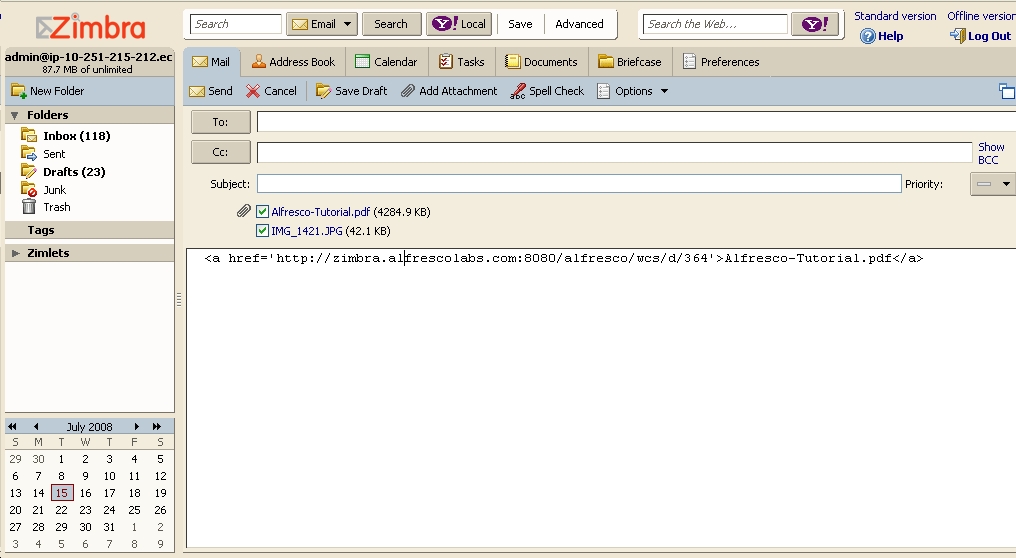 Zimbra
Search Email Search Y! Local Save Advanced Search the Web... Y! Standard version Offline version
Help Log Out
admin@ip-10-251-215-212.ec
87.7 MB of unlimited
Mail Address Book Calendar Tasks Documents Briefcase Preferences
New Folder
Send Cancel Save Draft Add Attachment abc Spell Check Options
Folders
Inbox (118)
Sent
Drafts (23)
Junk
Trash
Tags
Zimlets
To:
Cc:
Show
BCC
Subject: Priority:
Alfresco-Tutorial.pdf (4284.9 KB)
IMG_1421.JPG (42.1 KB)
<a href='http://zimbra.alfrescolabs.com:8080/alfresco/wcs/d/364'>Alfresco-Tutorial.pdf</a>
July 2008
S M T W T F S
29 30 1 2 3 4 5
6 7 8 9 10 11 12
13 14 15 16 17 18 19
20 21 22 23 24 25 26
27 28 29 30 31 1 2
3 4 5 6 7 8 9